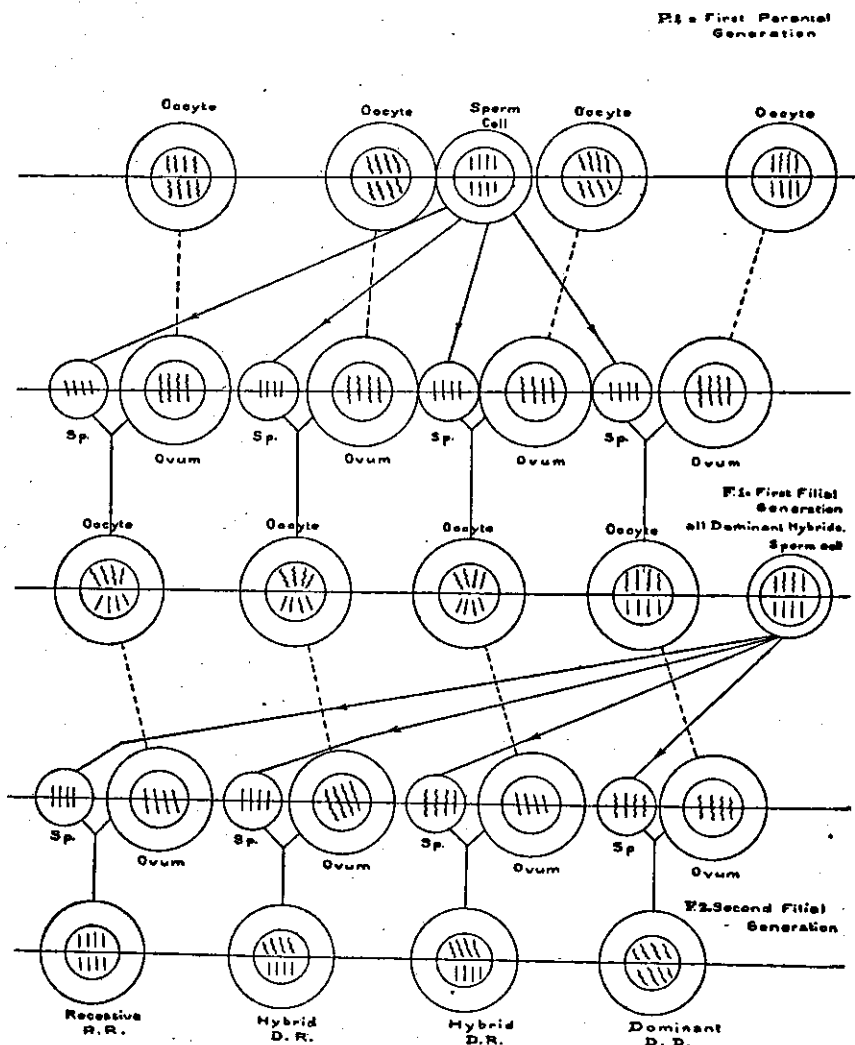 P.1 = First Parental
Generation
Oocyte
Oocyte
Sperm
Cell
Oocyte
Oocyte
Sp.
Ovum
Sp.
Ovum
Sp.
Ovum
Sp.
Ovum
F.1= First Filial
Generation
all Dominant Hybrids.
Sperm cell
Oocyte
Oocyte
Oocyte
Oocyte
Sp.
Ovum
Sp.
Ovum
Sp.
Ovum
Sp
Ovum
F.2. Second Filial
Generation
Recessive
R.R.
Hybrid
D.R.
Hybrid
D.R.
Dominant
D.D.